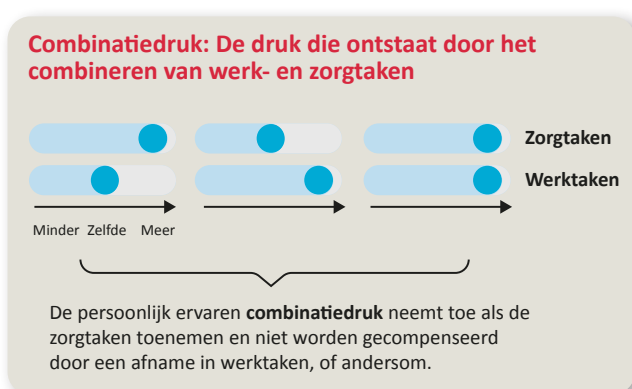 Combinatiedruk: De druk die ontstaat door het
combineren van werk- en zorgtaken
Zorgtaken
Werktaken
Minder Zelfde Meer
De persoonlijk ervaren combinatiedruk neemt toe als de
zorgtaken toenemen en niet worden gecompenseerd
door een afname in werktaken, of andersom.